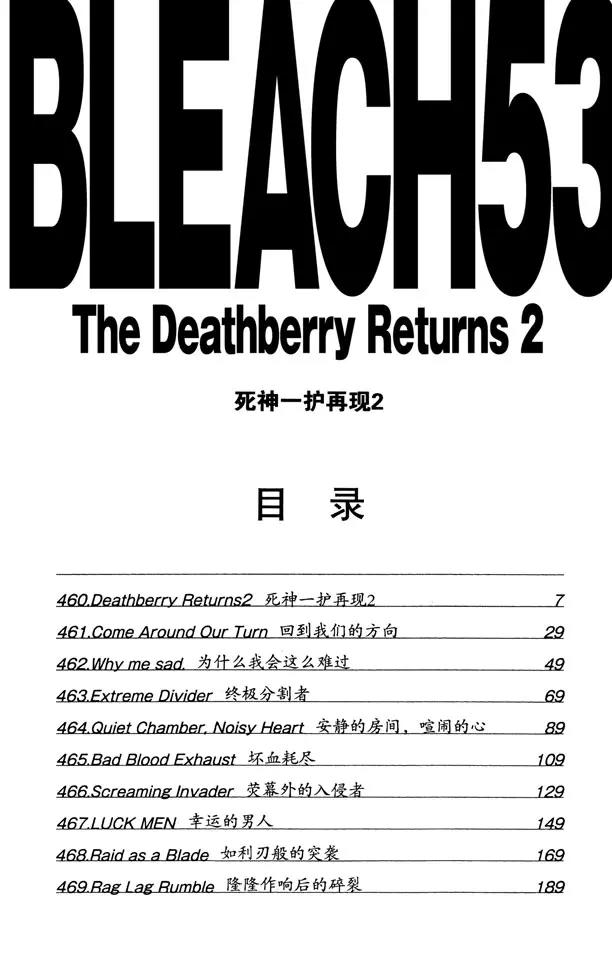 BLEACH53
The Deathberry Returns 2
死神一护再现2
目 录
460.Deathberry Returns2 死神一护再现2 7
461.Come Around Our Turn 回到我们的方向 29
462.Why me sad. 为什么我会这么难过 49
463.Extreme Divider 终极分割者 69
464.Quiet Chamber, Noisy Heart 安静的房间，喧闹的心 89
465.Bad Blood Exhaust 坏血耗尽 109
466.Screaming Invader 荧幕外的入侵者 129
467.LUCK MEN 幸运的男人 149
468.Raid as a Blade 如利刃般的突袭 169
469.Rag Lag Rumble 隆隆作响后的碎裂 189